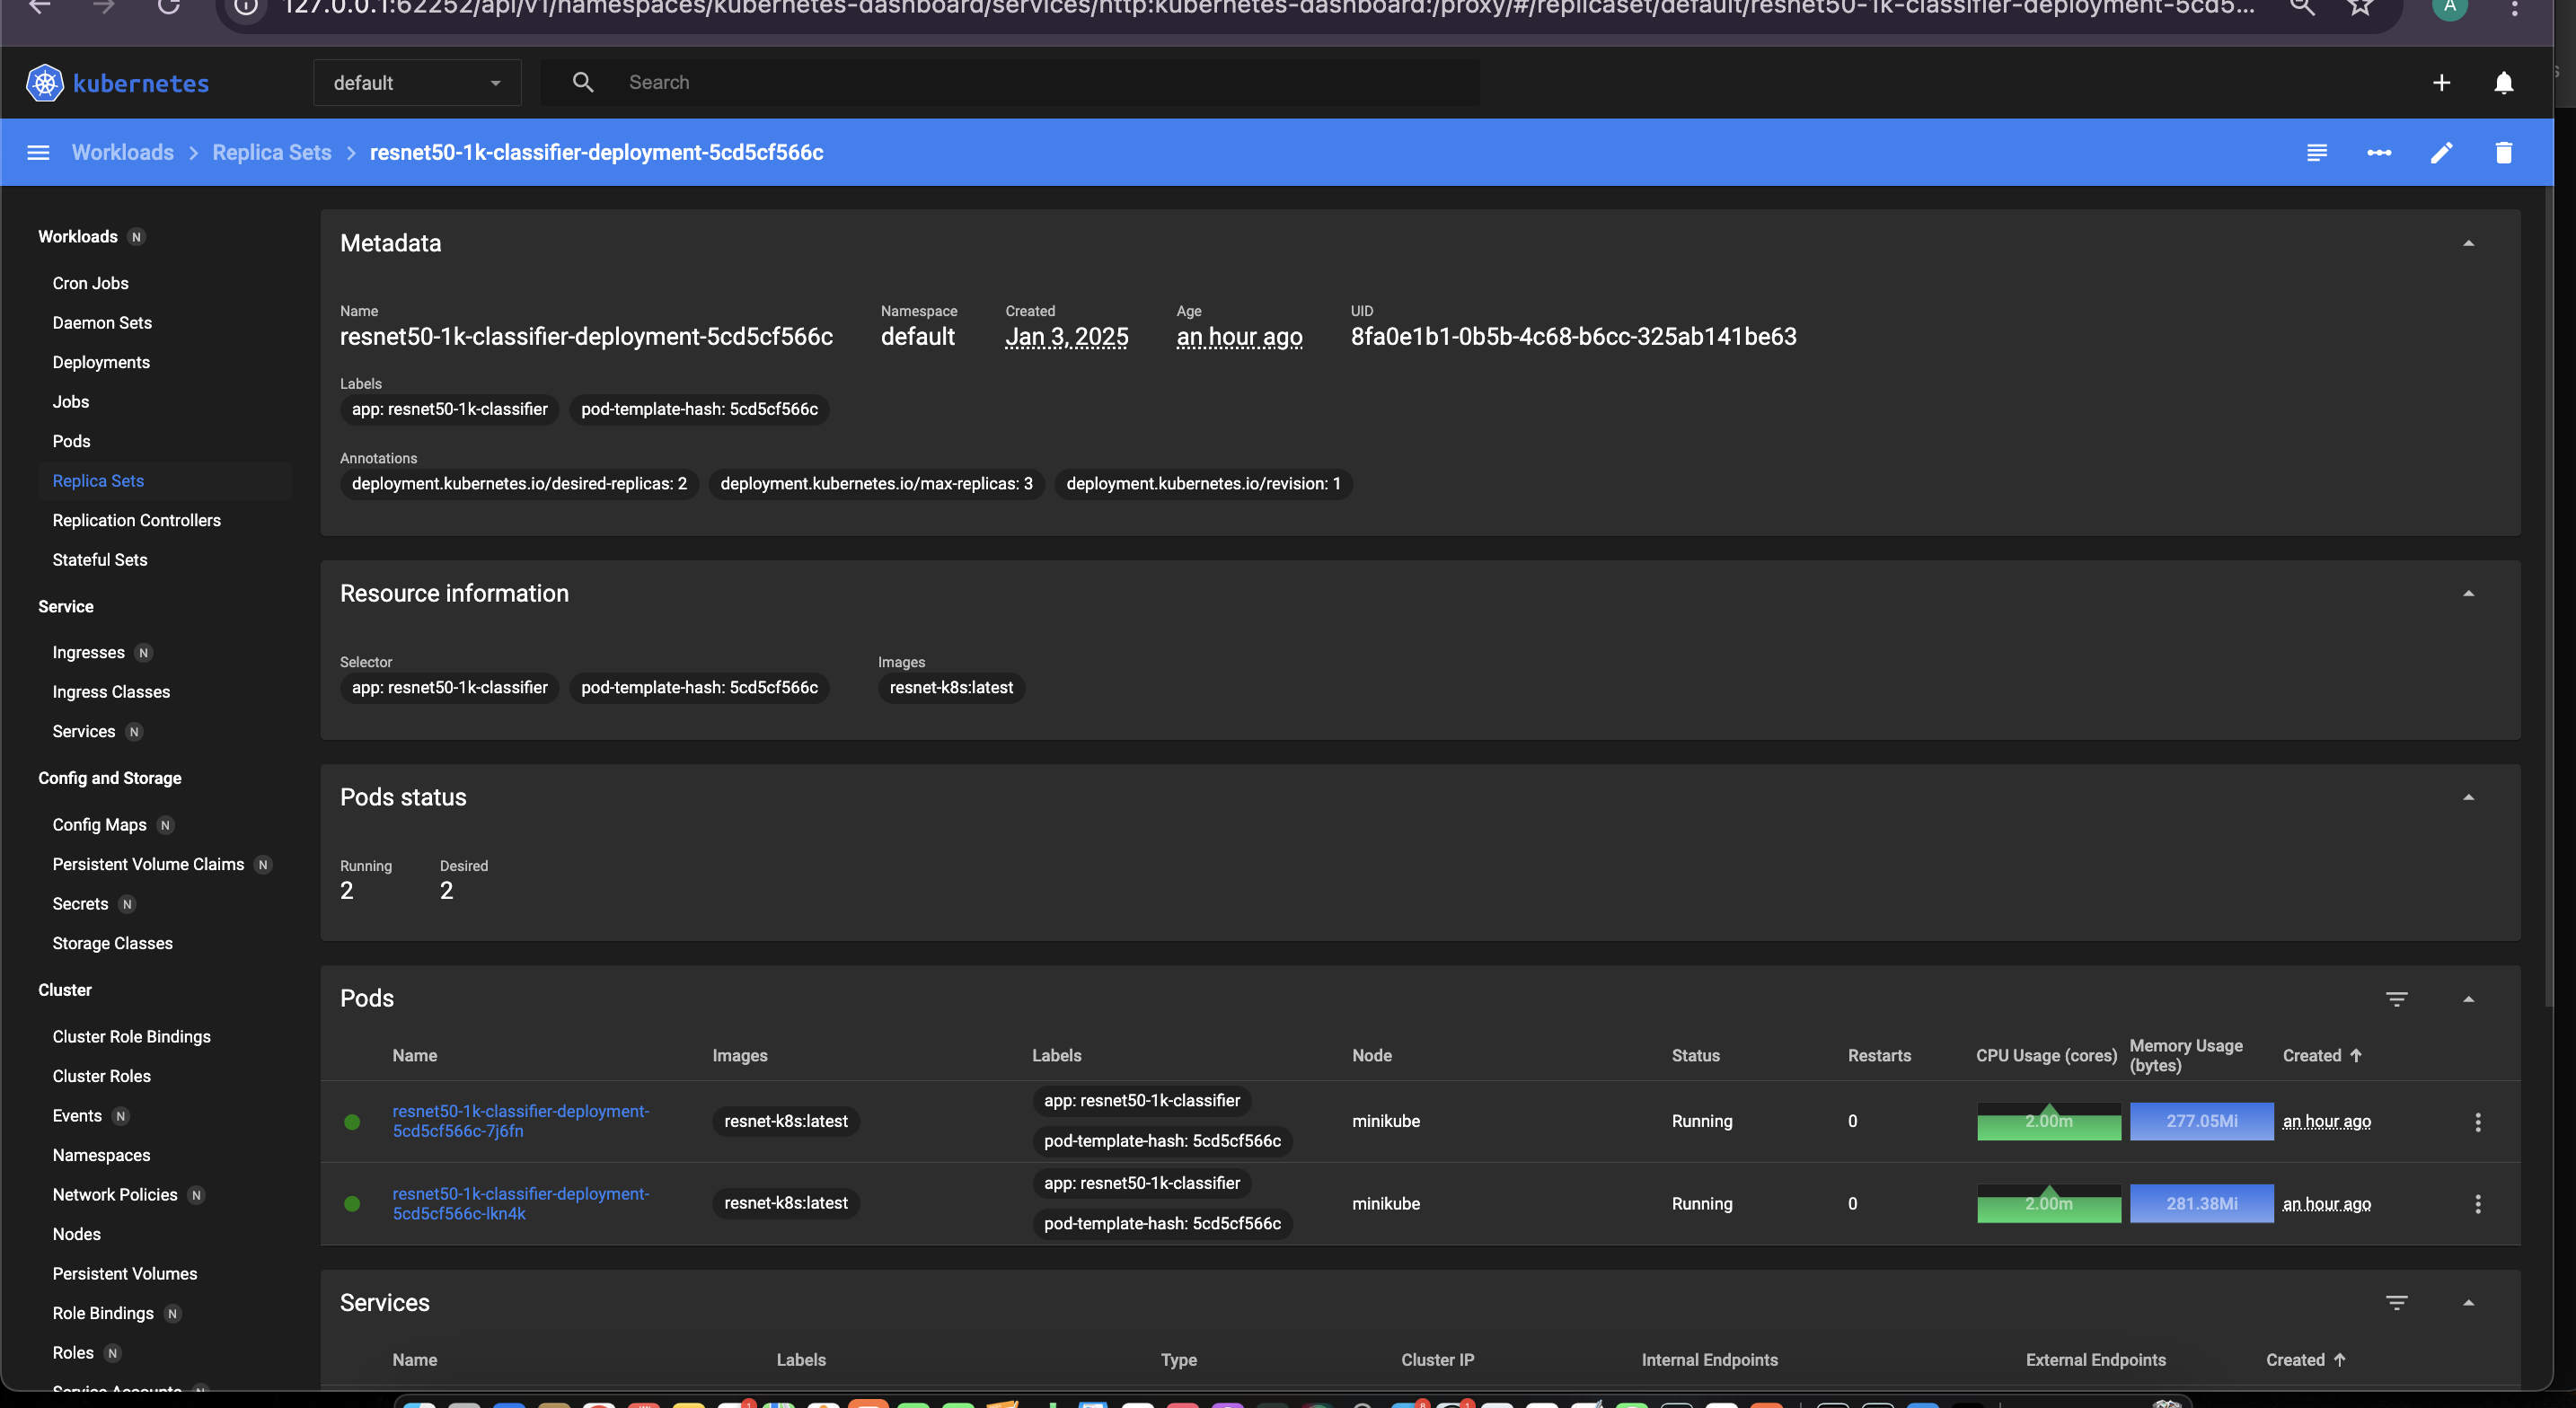 127.0.0.1:62252/api/v1/namespaces/kubernetes-dashboard/services/http:kubernetes-dashboard:/proxy/#/replicaset/default/resnet50-1k-classifier-deployment-5cd5...
A
kubernetes
default
Search
Workloads > Replica Sets > resnet50-1k-classifier-deployment-5cd5cf566c
Workloads N
Cron Jobs
Daemon Sets
Deployments
Jobs
Pods
Replica Sets
Replication Controllers
Stateful Sets
Service
Ingresses N
Ingress Classes
Services N
Config and Storage
Config Maps N
Persistent Volume Claims N
Secrets N
Storage Classes
Cluster
Cluster Role Bindings
Cluster Roles
Events N
Namespaces
Network Policies N
Nodes
Persistent Volumes
Role Bindings N
Roles N
Service Accounts N
Metadata
Name Namespace Created Age UID
resnet50-1k-classifier-deployment-5cd5cf566c default Jan 3, 2025 an hour ago 8fa0e1b1-0b5b-4c68-b6cc-325ab141be63
Labels
app: resnet50-1k-classifier pod-template-hash: 5cd5cf566c
Annotations
deployment.kubernetes.io/desired-replicas: 2 deployment.kubernetes.io/max-replicas: 3 deployment.kubernetes.io/revision: 1
Resource information
Selector Images
app: resnet50-1k-classifier pod-template-hash: 5cd5cf566c resnet-k8s:latest
Pods status
Running Desired
2 2
Pods
Name Images Labels Node Status Restarts CPU Usage (cores) Memory Usage (bytes) Created ↑
resnet50-1k-classifier-deployment-5cd5cf566c-7j6fn resnet-k8s:latest app: resnet50-1k-classifier pod-template-hash: 5cd5cf566c minikube Running 0 2.00m 277.05Mi an hour ago
resnet50-1k-classifier-deployment-5cd5cf566c-lkn4k resnet-k8s:latest app: resnet50-1k-classifier pod-template-hash: 5cd5cf566c minikube Running 0 2.00m 281.38Mi an hour ago
Services
Name Labels Type Cluster IP Internal Endpoints External Endpoints Created ↑